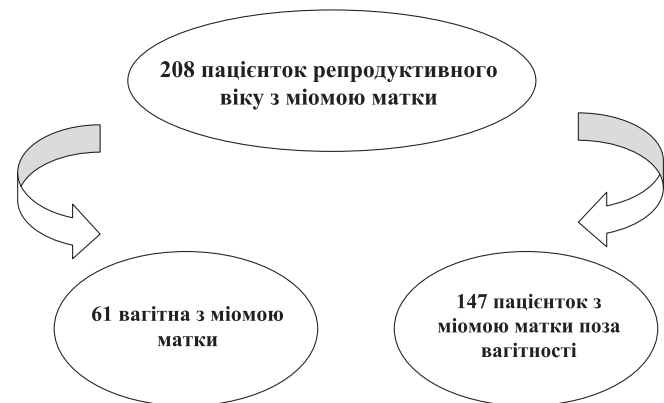 208 пацієнток репродуктивного
віку з міомою матки
61 вагітна з міомою
матки
147 пацієнток з
міомою матки поза
вагітності